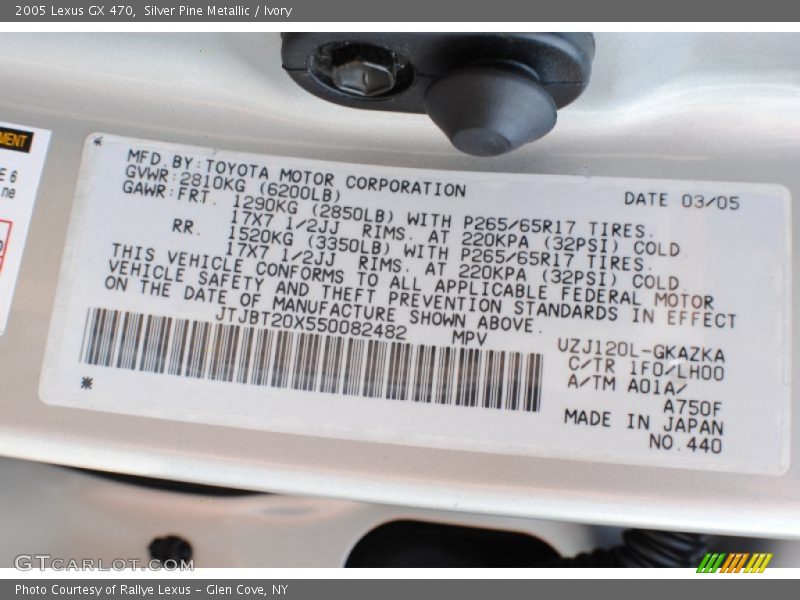 2005 Lexus GX 470, Silver Pine Metallic / Ivory
MENT
E 6
ne
MFD.BY:TOYOTA MOTOR CORPORATION DATE 03/05
GVWR:2810KG (6200LB)
GAWR:FRT. 1290KG (2850LB) WITH P265/65R17 TIRES.
17X7 1/2JJ RIMS. AT 220KPA (32PSI) COLD.
RR. 1520KG (3350LB) WITH P265/65R17 TIRES.
17X7 1/2JJ RIMS. AT 220KPA (32PSI) COLD.
THIS VEHICLE CONFORMS TO ALL APPLICABLE FEDERAL MOTOR
VEHICLE SAFETY AND THEFT PREVENTION STANDARDS IN EFFECT
ON THE DATE OF MANUFACTURE SHOWN ABOVE.
JTJBT20X550082482 MPV
UZJ120L-GKAZKA
C/TR 1F0/LH00
A/TM A01A/
A750F
MADE IN JAPAN
NO.440
GTCARLOT.COM
Photo Courtesy of Rallye Lexus - Glen Cove, NY